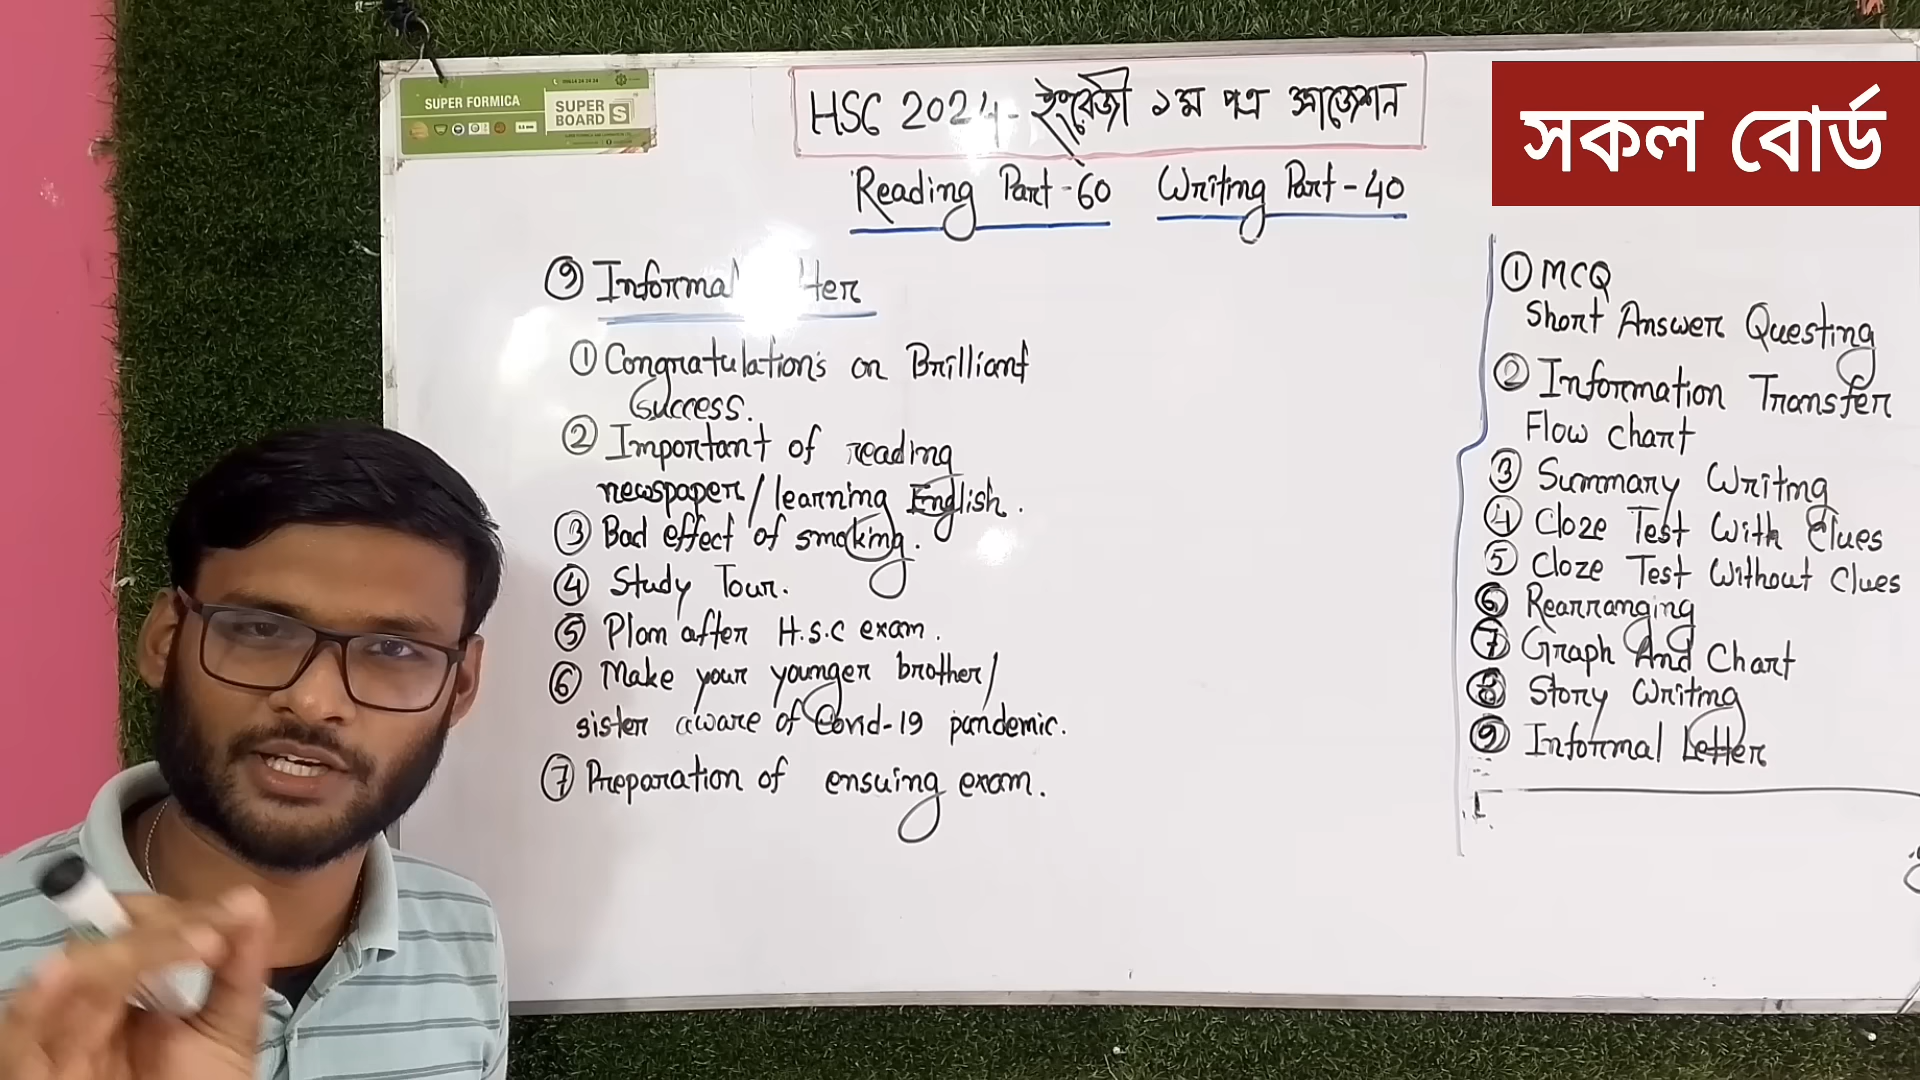 SUPER FORMICA
SUPER BOARD
HSC 2024 - ইংরেজী ১ম পত্র সাজেশন
সকল বোর্ড
Reading Part - 60 Writing Part - 40
⑨ Informal tter
① Congratulations on Brilliant
Success.
② Important of reading
newspaper/learning English.
③ Bad effect of smoking.
④ Study Tour.
⑤ Plan after H.S.C exam.
⑥ Make your younger brother/
sister aware of Covid-19 pandemic.
⑦ Preparation of ensuing exam.
① MCQ
Short Answer Questing
② Information Transfer
Flow chart
③ Summary Writing
④ Cloze Test With Clues
⑤ Cloze Test Without Clues
⑥ Rearranging
⑦ Graph And Chart
⑧ Story Writing
⑨ Informal Letter